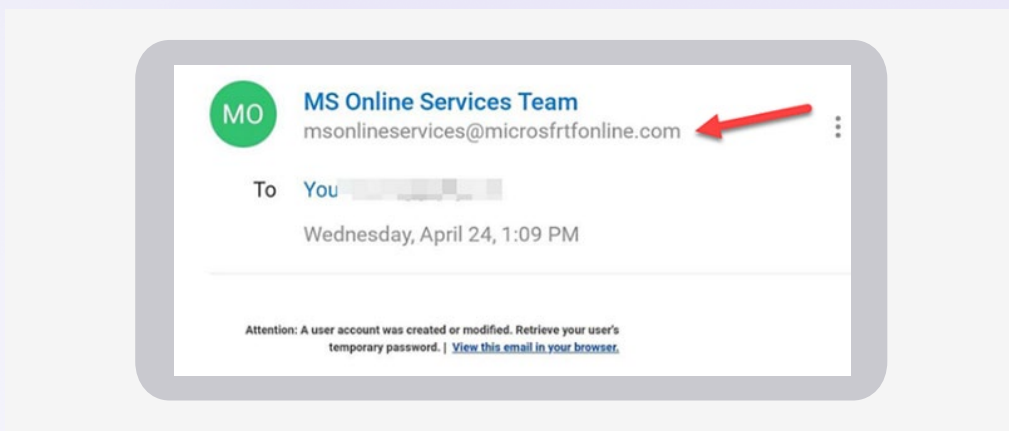 MO
MS Online Services Team
msonlineservices@microsfrtfonline.com
To You
Wednesday, April 24, 1:09 PM
Attention: A user account was created or modified. Retrieve your user's
temporary password. | View this email in your browser.